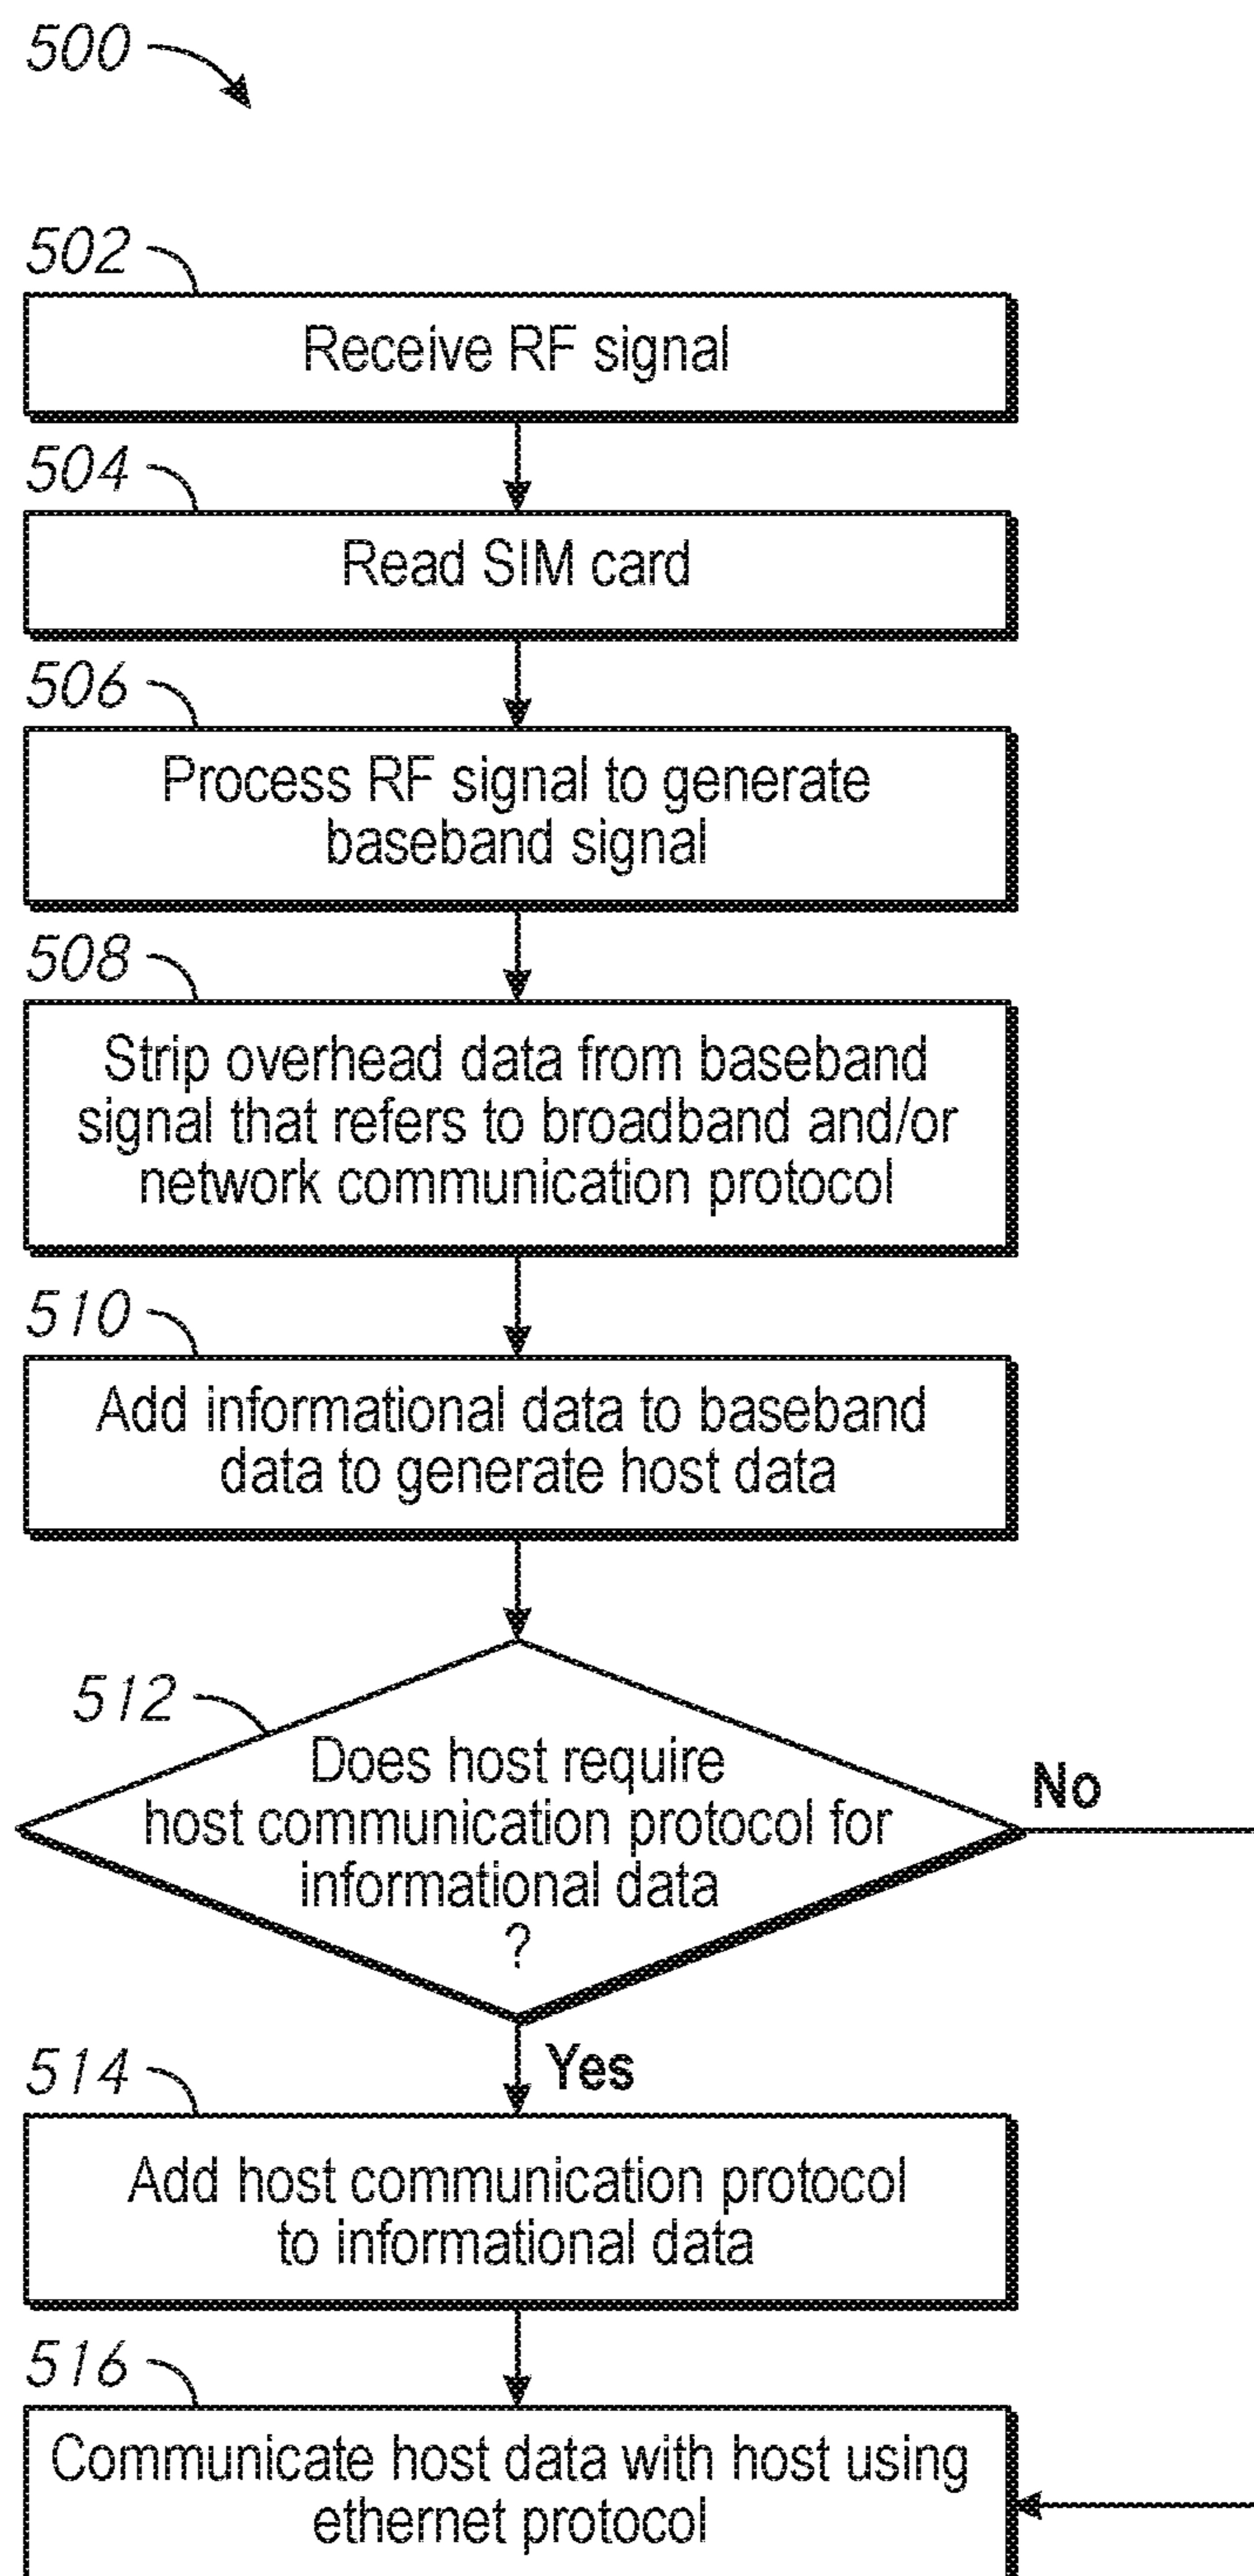 500
502
Receive RF signal
504
Read SIM card
506
Process RF signal to generate
baseband signal
508
Strip overhead data from baseband
signal that refers to broadband and/or
network communication protocol
510
Add informational data to baseband
data to generate host data
512
Does host require
host communication protocol for
informational data
?
No
Yes
514
Add host communication protocol
to informational data
516
Communicate host data with host using
ethernet protocol